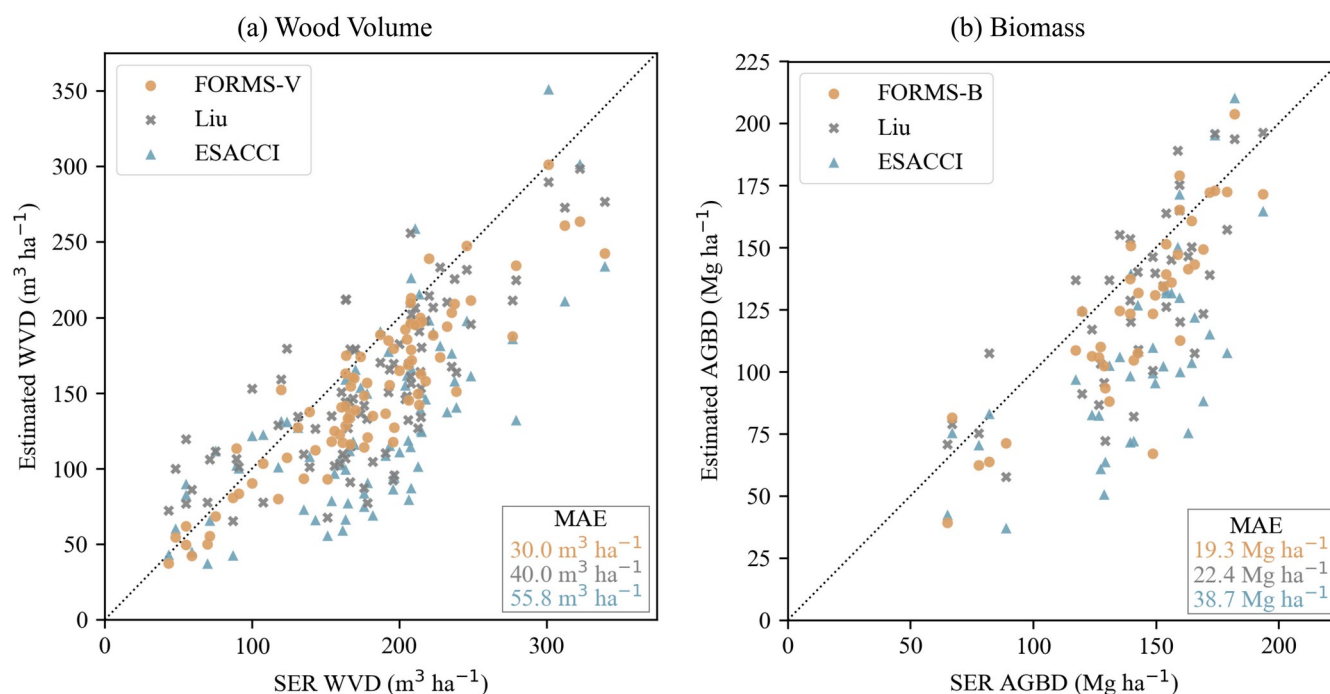 (a) Wood Volume
FORMS-V
Liu
ESACCI
350
300
250
200
150
100
50
0
Estimated WVD (m³ ha⁻¹)
0
100
200
300
SER WVD (m³ ha⁻¹)
MAE
30.0 m³ ha⁻¹
40.0 m³ ha⁻¹
55.8 m³ ha⁻¹
(b) Biomass
FORMS-B
Liu
ESACCI
225
200
175
150
125
100
75
50
25
0
Estimated AGBD (Mg ha⁻¹)
0
50
100
150
200
SER AGBD (Mg ha⁻¹)
MAE
19.3 Mg ha⁻¹
22.4 Mg ha⁻¹
38.7 Mg ha⁻¹